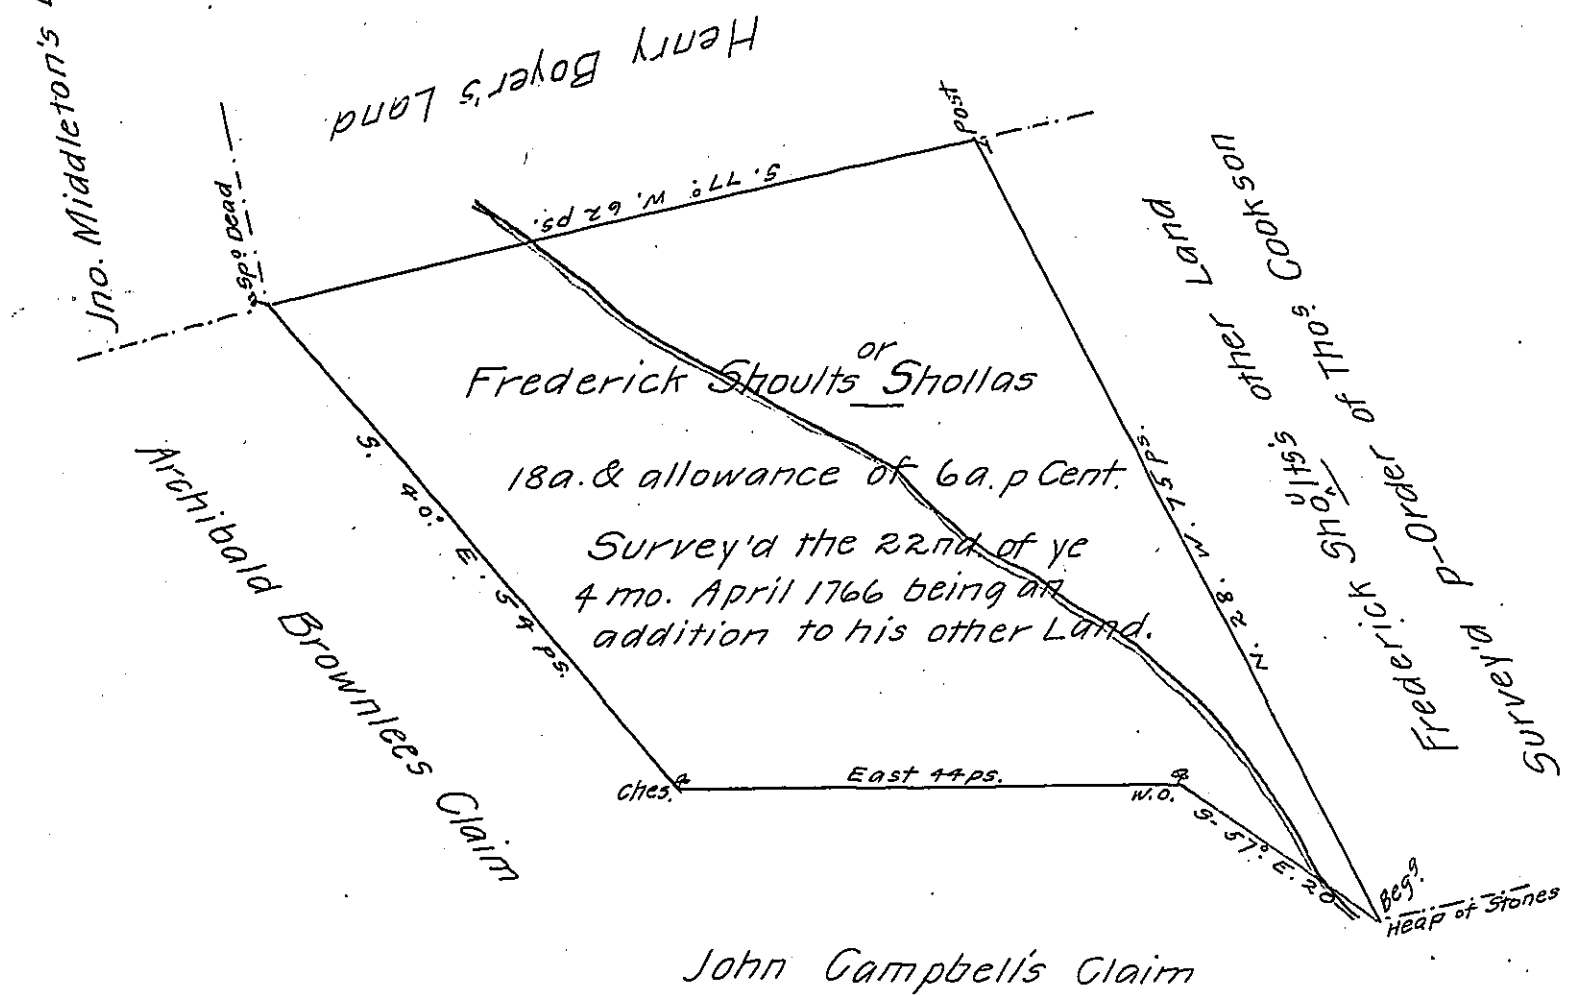 Jno. Middleton's
Henry Boyer's Land
Post
Sp? Dead
S. 77° W. 62 ps.
Frederick Shoults or Shollas
18a. & allowance of 6a. p Cent.
Survey'd the 22nd of ye
4 mo. April 1766 being an
addition to his other Land.
S. 40° E. 54 ps.
Archibald Brownlees Claim
N. 28. W. 75 ps.
Frederick Shoults's other Land
Survey'd p-Order of Thos. Cookson
Ches.
East 44 ps.
W.O.
S. 57° E. 20
Begg.
Heap of Stones
John Campbell's Claim